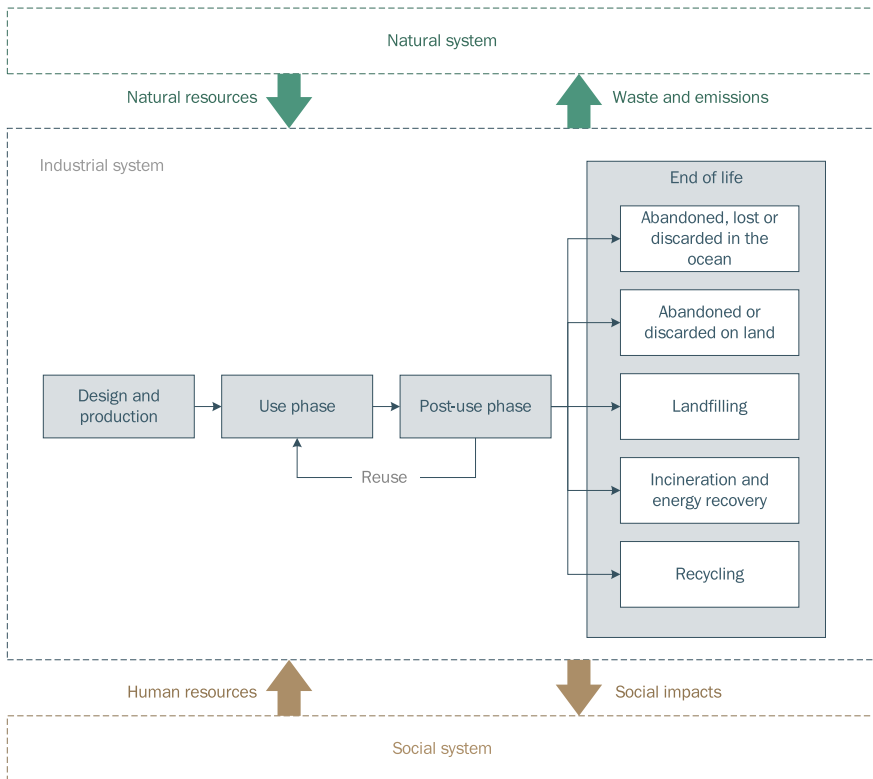 Natural system
Natural resources
Waste and emissions
Industrial system
End of life
Abandoned, lost or
discarded in the
ocean
Abandoned or
discarded on land
Design and
production
Use phase
Post-use phase
Landfilling
Reuse
Incineration and
energy recovery
Recycling
Human resources
Social impacts
Social system